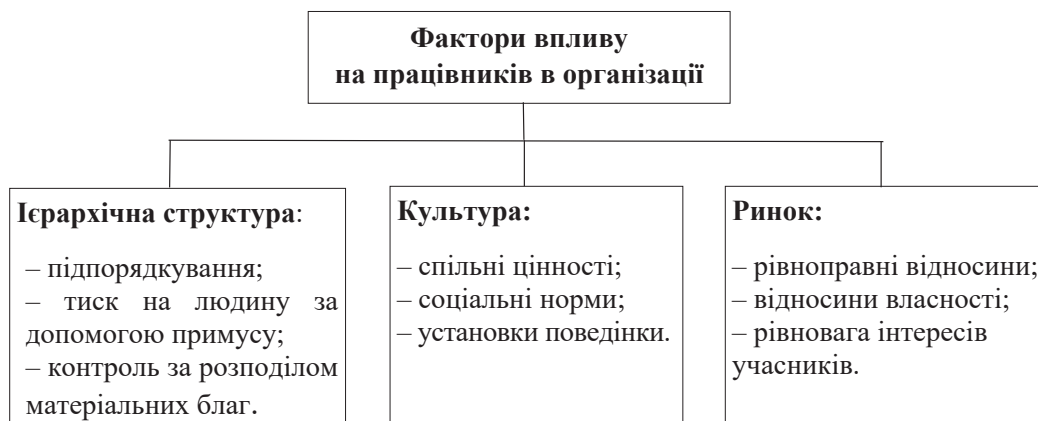 Фактори впливу
на працівників в організації
Ієрархічна структура:
– підпорядкування;
– тиск на людину за
допомогою примусу;
– контроль за розподілом
матеріальних благ.
Культура:
– спільні цінності;
– соціальні норми;
– установки поведінки.
Ринок:
– рівноправні відносини;
– відносини власності;
– рівновага інтересів
учасників.